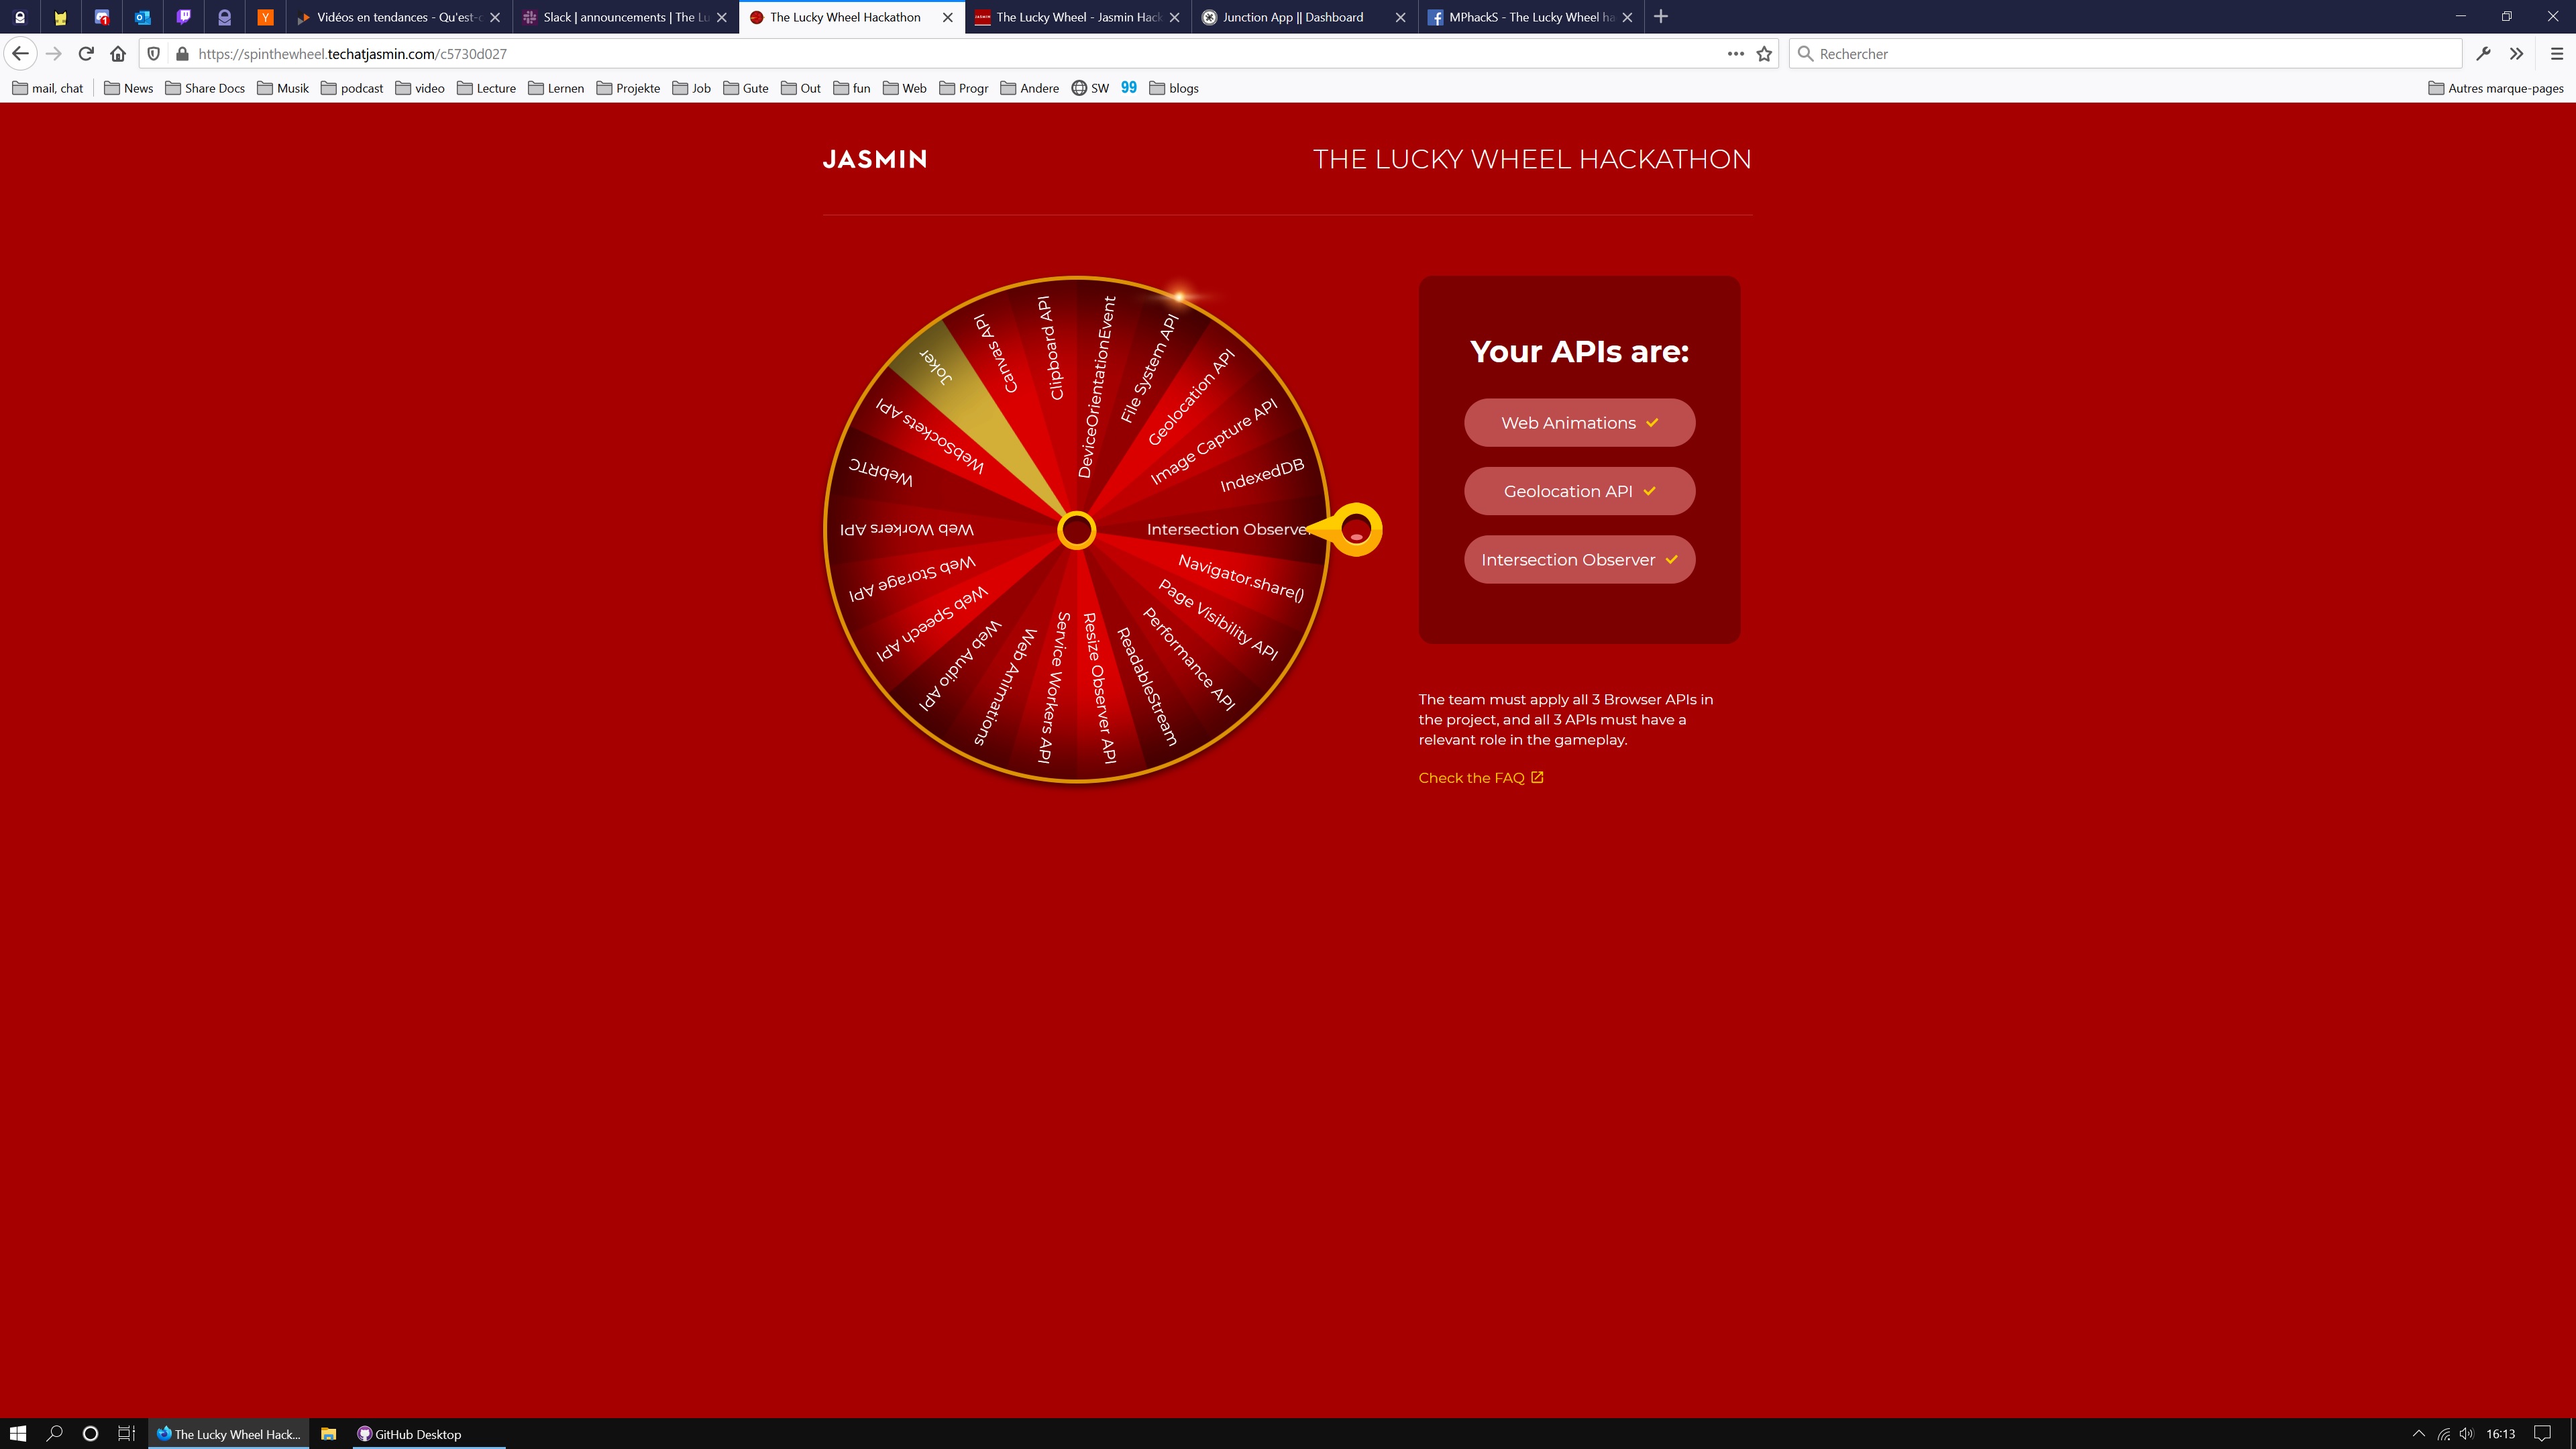 Vidéos en tendances - Qu'est-c
Slack | announcements | The Lu
The Lucky Wheel Hackathon
The Lucky Wheel - Jasmin Hack
Junction App || Dashboard
MPhackS - The Lucky Wheel ha
https://spinthewheel.techatjasmin.com/c5730d027
Rechercher
mail, chat
News
Share Docs
Musik
podcast
video
Lecture
Lernen
Projekte
Job
Gute
Out
fun
Web
Progr
Andere
SW
99
blogs
Autres marque-pages
JASMIN
THE LUCKY WHEEL HACKATHON
Joker
Canvas API
Clipboard API
DeviceOrientationEvent
File System API
Geolocation API
Image Capture API
IndexedDB
Intersection Observe
Navigator.share()
Page Visibility API
Performance API
ReadableStream
Resize Observer API
Service Workers API
Web Animations
Web Audio API
Web Speech API
Web Storage API
Web Workers API
WebRTC
WebSockets API
Your APIs are:
Web Animations
Geolocation API
Intersection Observer
The team must apply all 3 Browser APIs in
the project, and all 3 APIs must have a
relevant role in the gameplay.
Check the FAQ
The Lucky Wheel Hack...
GitHub Desktop
16:13